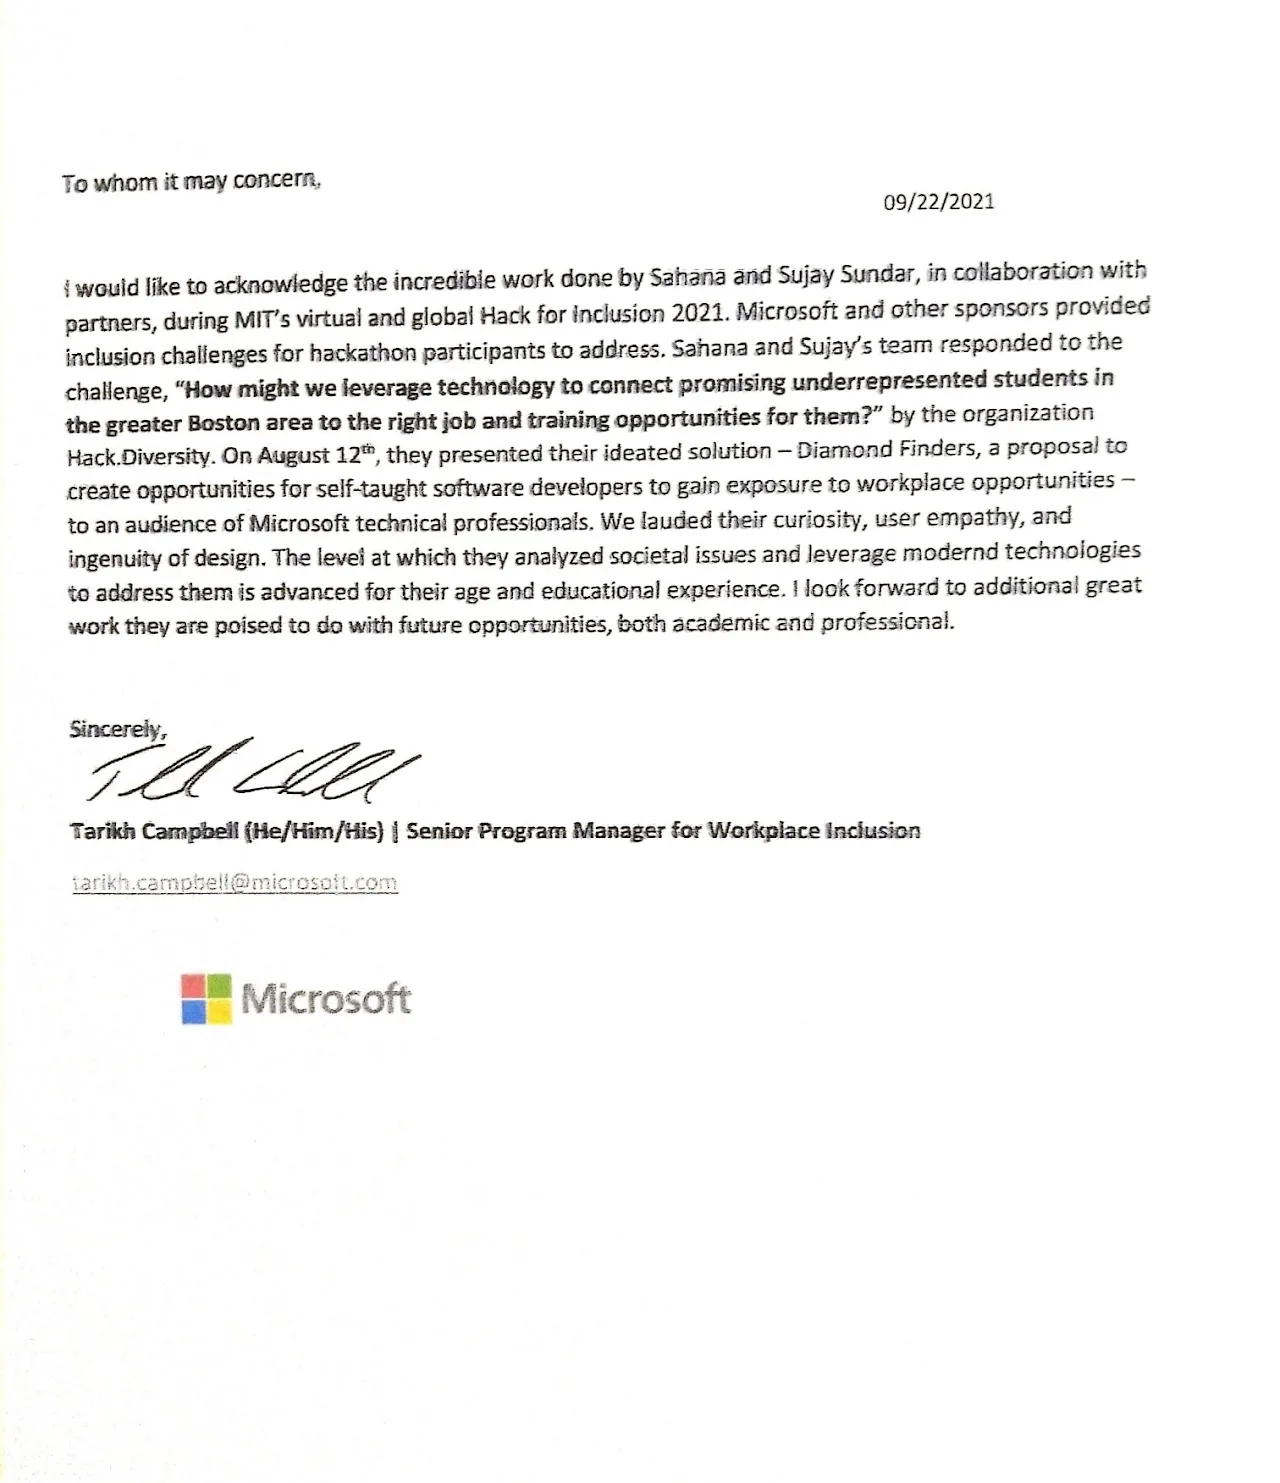 To whom it may concern,
09/22/2021
I would like to acknowledge the incredible work done by Sahana and Sujay Sundar, in collaboration with
partners, during MIT's virtual and global Hack for Inclusion 2021. Microsoft and other sponsors provided
inclusion challenges for hackathon participants to address. Sahana and Sujay's team responded to the
challenge, “How might we leverage technology to connect promising underrepresented students in
the greater Boston area to the right job and training opportunities for them?” by the organization
Hack.Diversity. On August 12th, they presented their ideated solution – Diamond Finders, a proposal to
create opportunities for self-taught software developers to gain exposure to workplace opportunities –
to an audience of Microsoft technical professionals. We lauded their curiosity, user empathy, and
ingenuity of design. The level at which they analyzed societal issues and leverage modernd technologies
to address them is advanced for their age and educational experience. I look forward to additional great
work they are poised to do with future opportunities, both academic and professional.
Sincerely,
Tarikh Campbell (He/Him/His) | Senior Program Manager for Workplace Inclusion
tarikh.campbell@microsoft.com
Microsoft